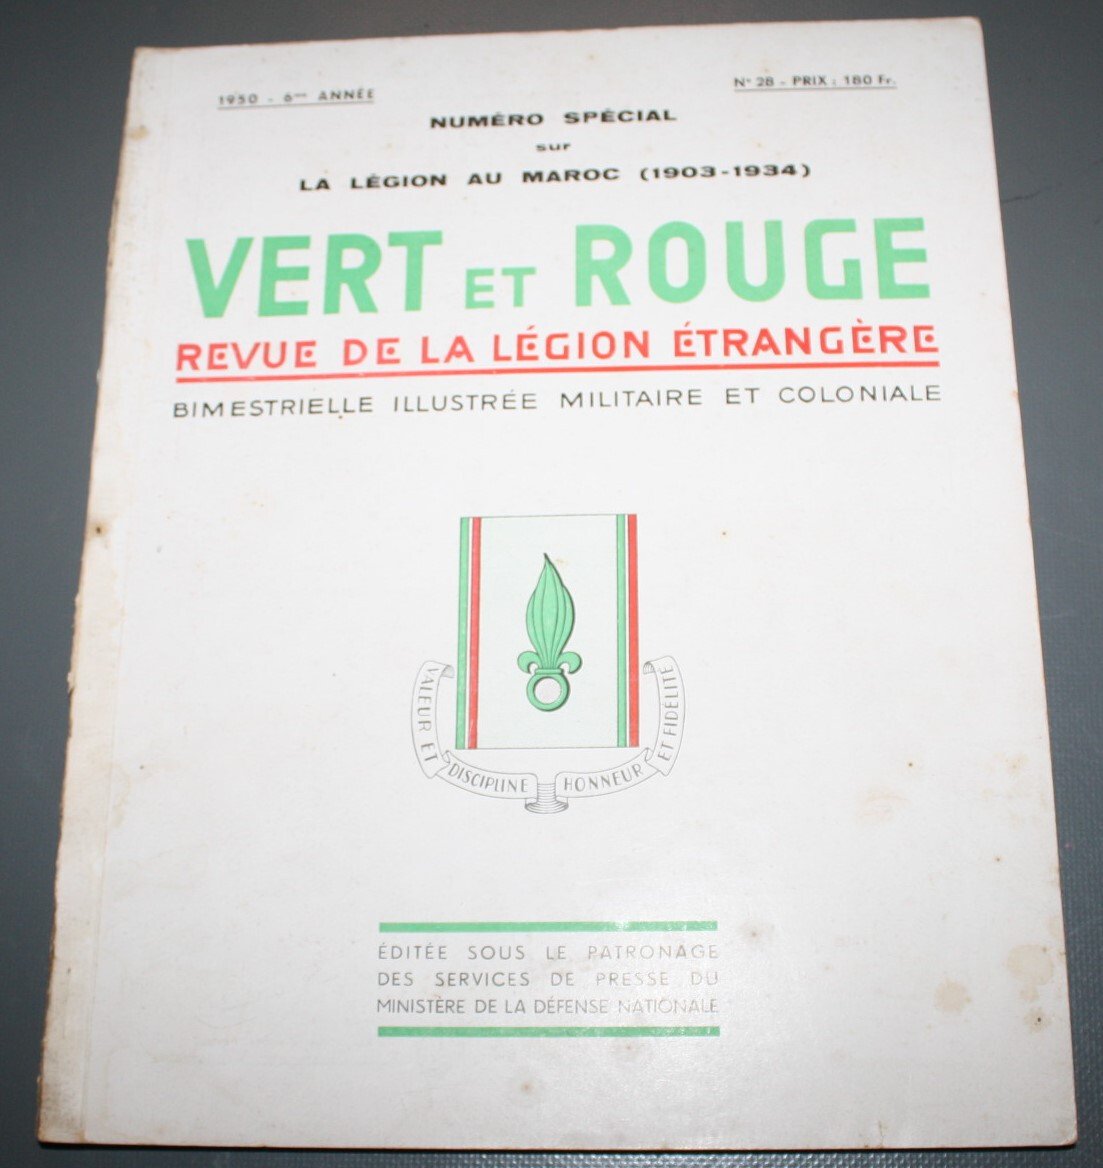 1950 - 6me ANNÉE
N° 28 - PRIX : 180 Fr.
NUMÉRO SPÉCIAL
sur
LA LÉGION AU MAROC (1903-1934)
VERT ET ROUGE
REVUE DE LA LÉGION ÉTRANGÈRE
BIMESTRIELLE ILLUSTRÉE MILITAIRE ET COLONIALE
VALEUR ET DISCIPLINE HONNEUR ET FIDÉLITÉ
ÉDITÉE SOUS LE PATRONAGE
DES SERVICES DE PRESSE DU
MINISTÈRE DE LA DÉFENSE NATIONALE